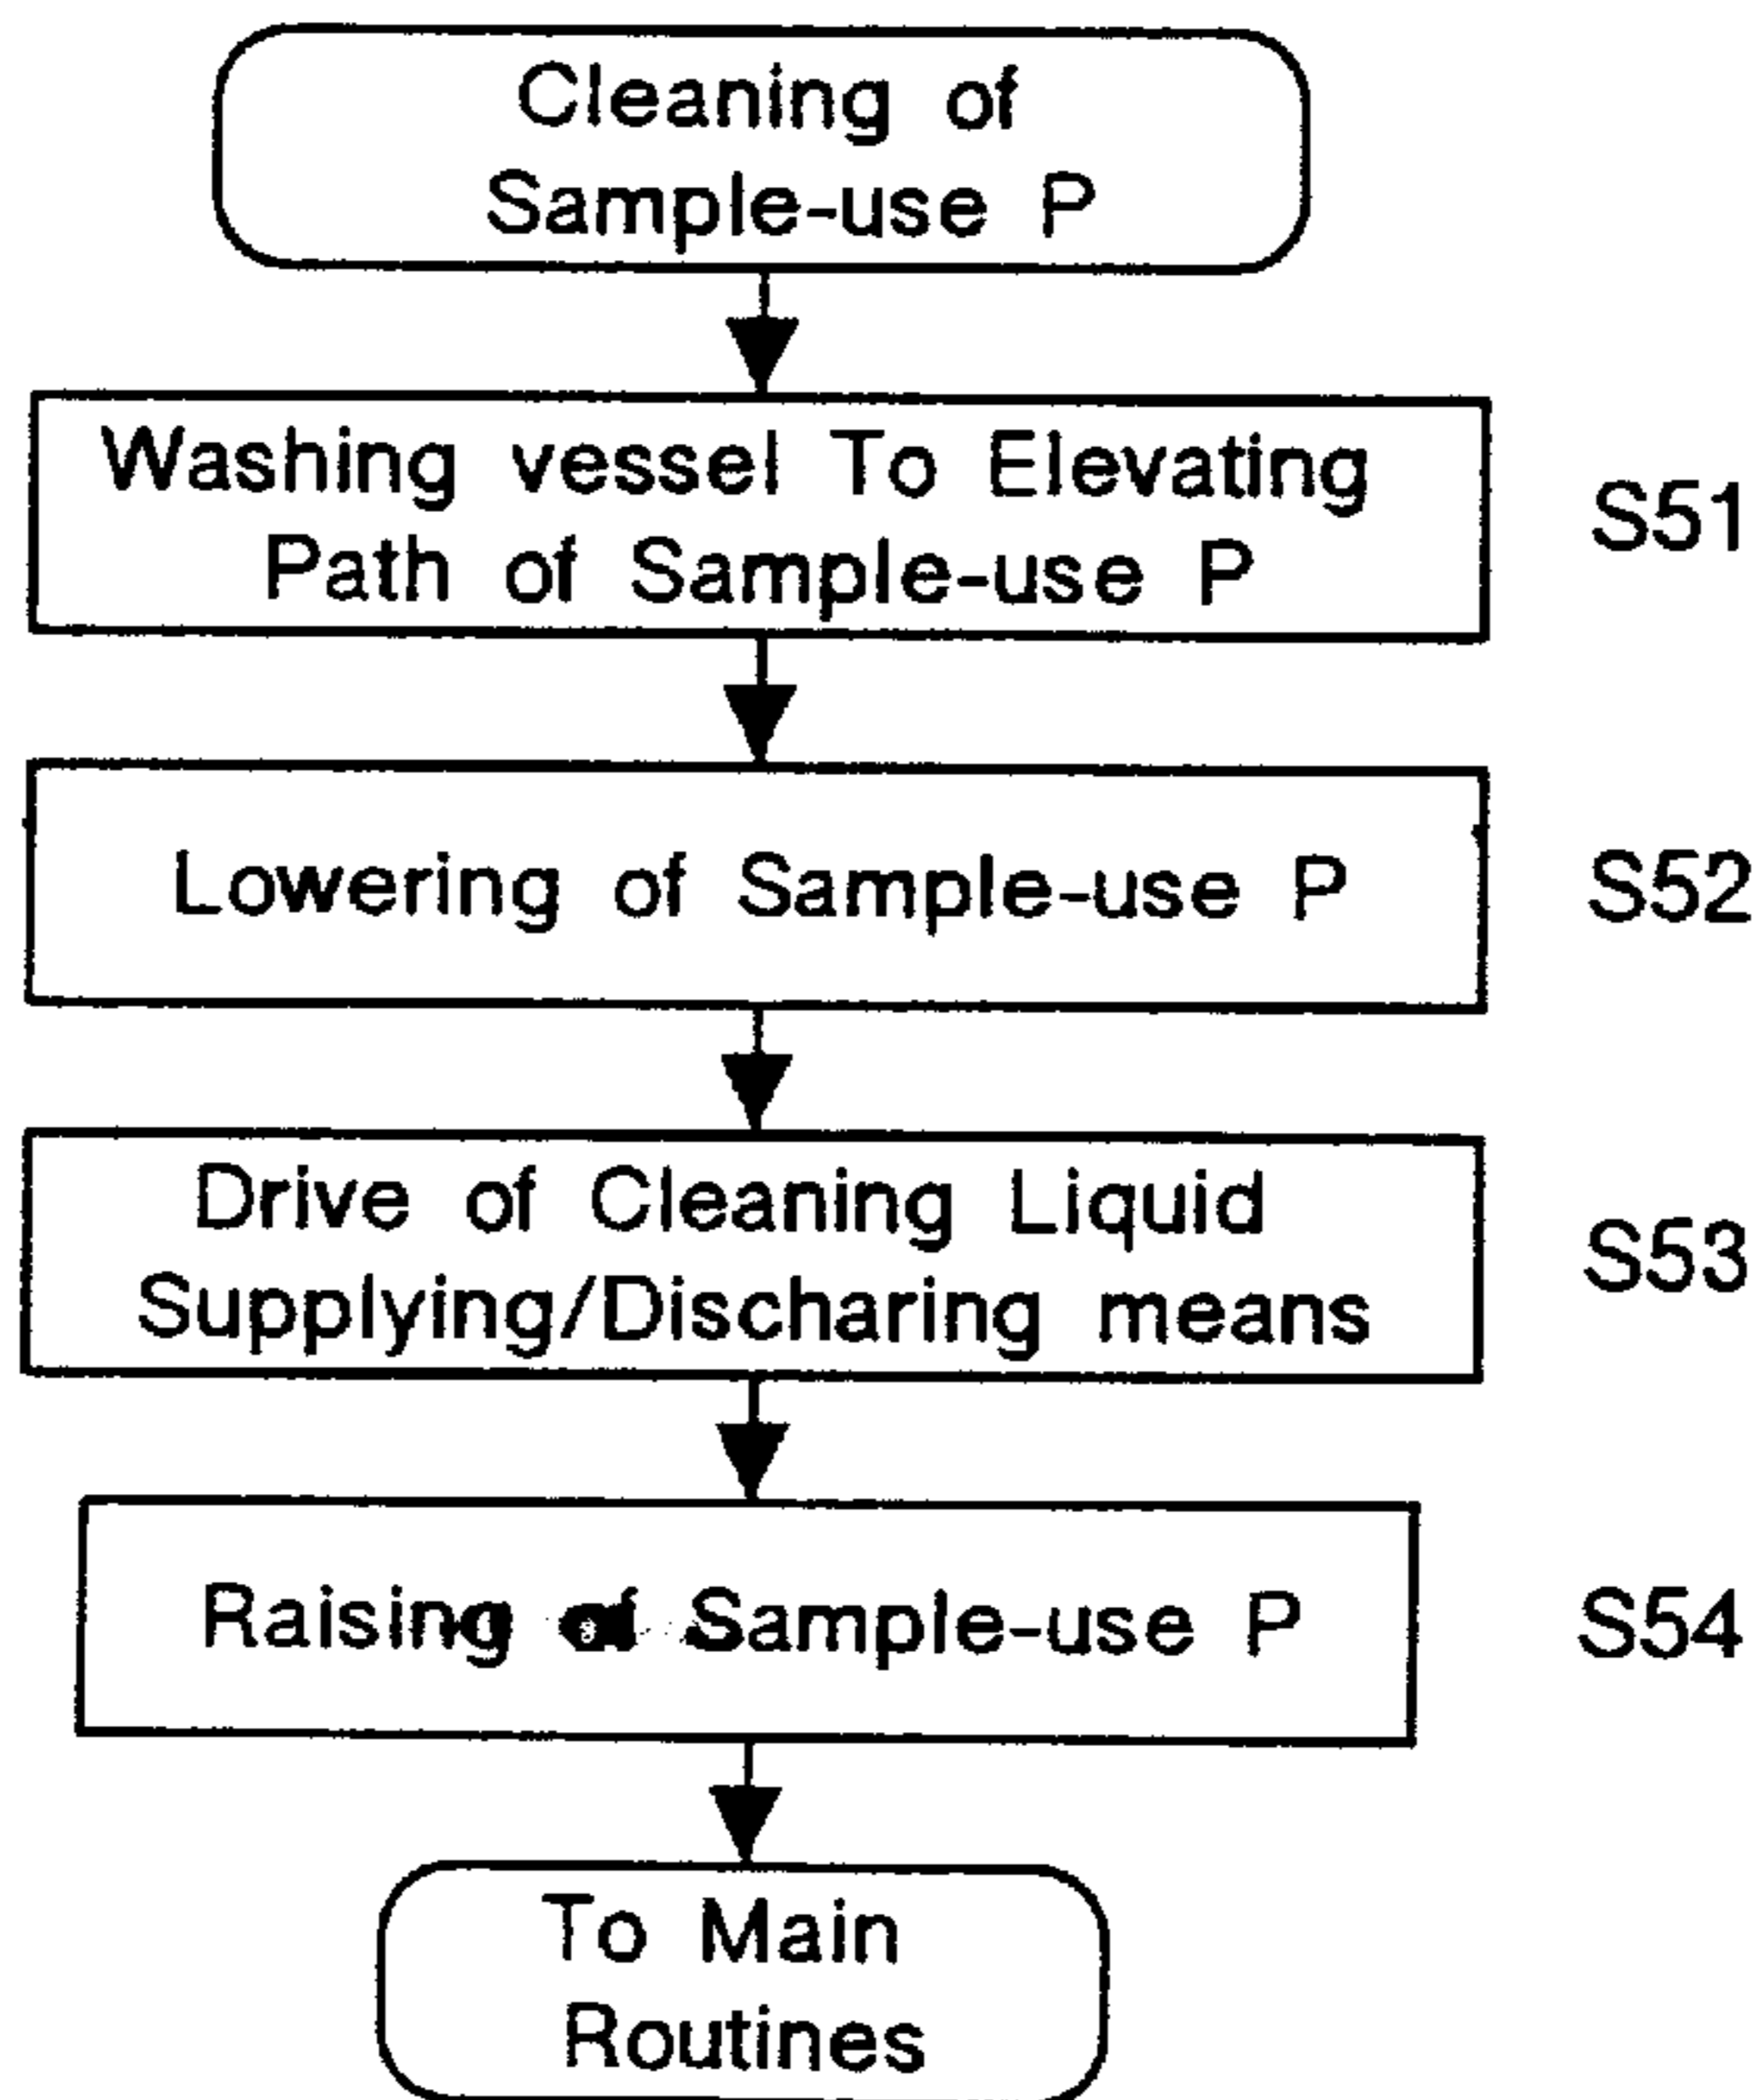 Cleaning of
Sample-use P
Washing vessel To Elevating
Path of Sample-use P
S51
Lowering of Sample-use P
S52
Drive of Cleaning Liquid
Supplying/Discharing means
S53
Raising of Sample-use P
S54
To Main
Routines